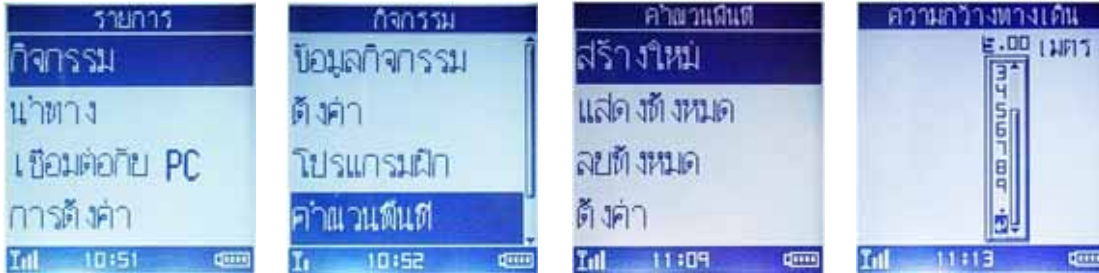 รายการ
กิจกรรม
นำทาง
เชื่อมต่อกับ PC
การตั้งค่า
10:51
กิจกรรม
ข้อมูลกิจกรรม
ตั้งค่า
โปรแกรมฝึก
คำณวนพื้นที่
10:52
คำณวนพื้นที่
สร้างใหม่
แสดงทั้งหมด
ลบทั้งหมด
ตั้งค่า
11:09
ความกว้างทางเดิน
.00 เมตร
3
4
5
6
7
8
9
11:13